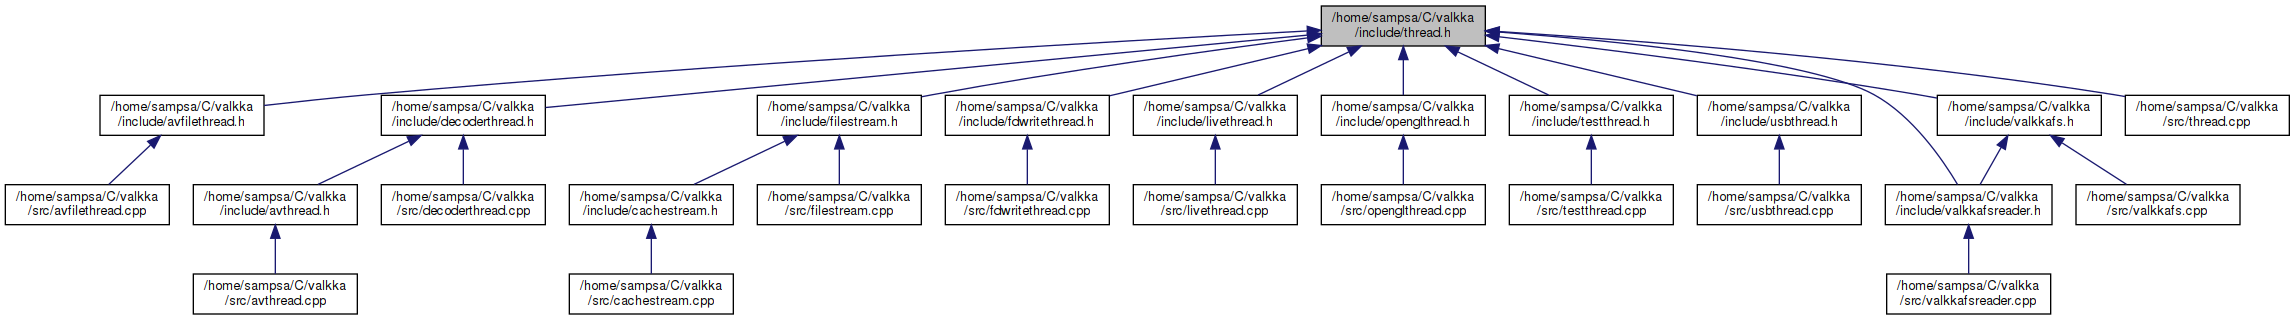 /home/sampsa/C/valkka
/include/thread.h
/home/sampsa/C/valkka
/include/avfilethread.h
/home/sampsa/C/valkka
/include/decoderthread.h
/home/sampsa/C/valkka
/include/filestream.h
/home/sampsa/C/valkka
/include/fdwritethread.h
/home/sampsa/C/valkka
/include/livethread.h
/home/sampsa/C/valkka
/include/openglthread.h
/home/sampsa/C/valkka
/include/testthread.h
/home/sampsa/C/valkka
/include/usbthread.h
/home/sampsa/C/valkka
/include/valkkafs.h
/home/sampsa/C/valkka
/src/thread.cpp
/home/sampsa/C/valkka
/src/avfilethread.cpp
/home/sampsa/C/valkka
/include/avthread.h
/home/sampsa/C/valkka
/src/decoderthread.cpp
/home/sampsa/C/valkka
/include/cachestream.h
/home/sampsa/C/valkka
/src/filestream.cpp
/home/sampsa/C/valkka
/src/fdwritethread.cpp
/home/sampsa/C/valkka
/src/livethread.cpp
/home/sampsa/C/valkka
/src/openglthread.cpp
/home/sampsa/C/valkka
/src/testthread.cpp
/home/sampsa/C/valkka
/src/usbthread.cpp
/home/sampsa/C/valkka
/include/valkkafsreader.h
/home/sampsa/C/valkka
/src/valkkafs.cpp
/home/sampsa/C/valkka
/src/avthread.cpp
/home/sampsa/C/valkka
/src/cachestream.cpp
/home/sampsa/C/valkka
/src/valkkafsreader.cpp